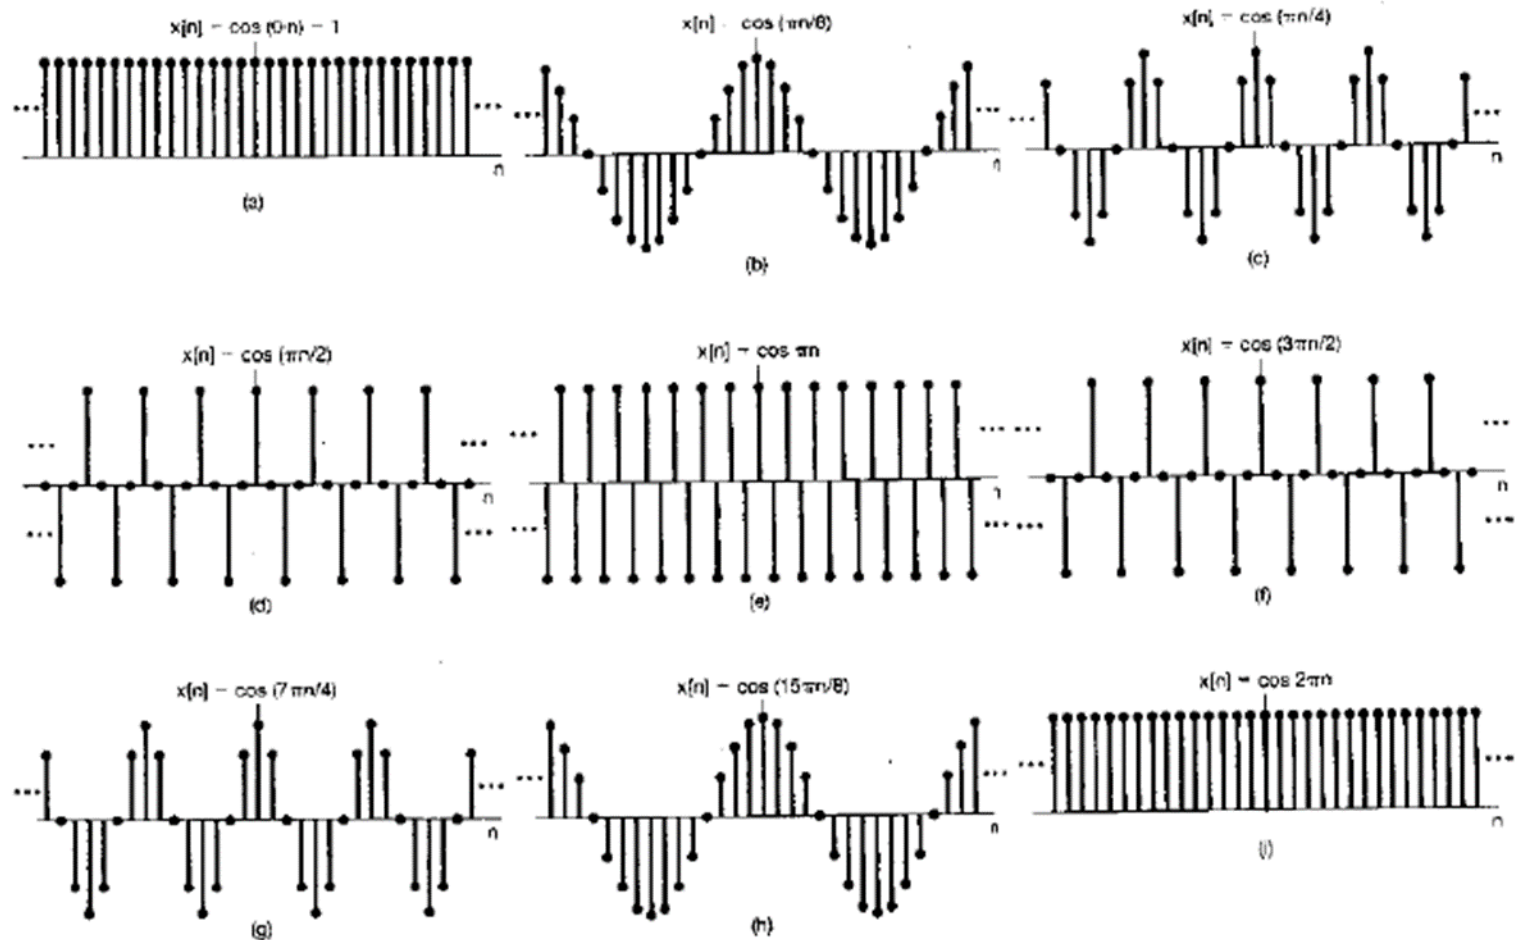 x[n] = cos (0·n) = 1
n
(a)
x[n] = cos (πn/8)
n
(b)
x[n] = cos (πn/4)
n
(c)
x[n] = cos (πn/2)
n
(d)
x[n] = cos πn
n
(e)
x[n] = cos (3πn/2)
n
(f)
x[n] = cos (7πn/4)
n
(g)
x[n] = cos (15πn/8)
n
(h)
x[n] = cos 2πn
n
(i)